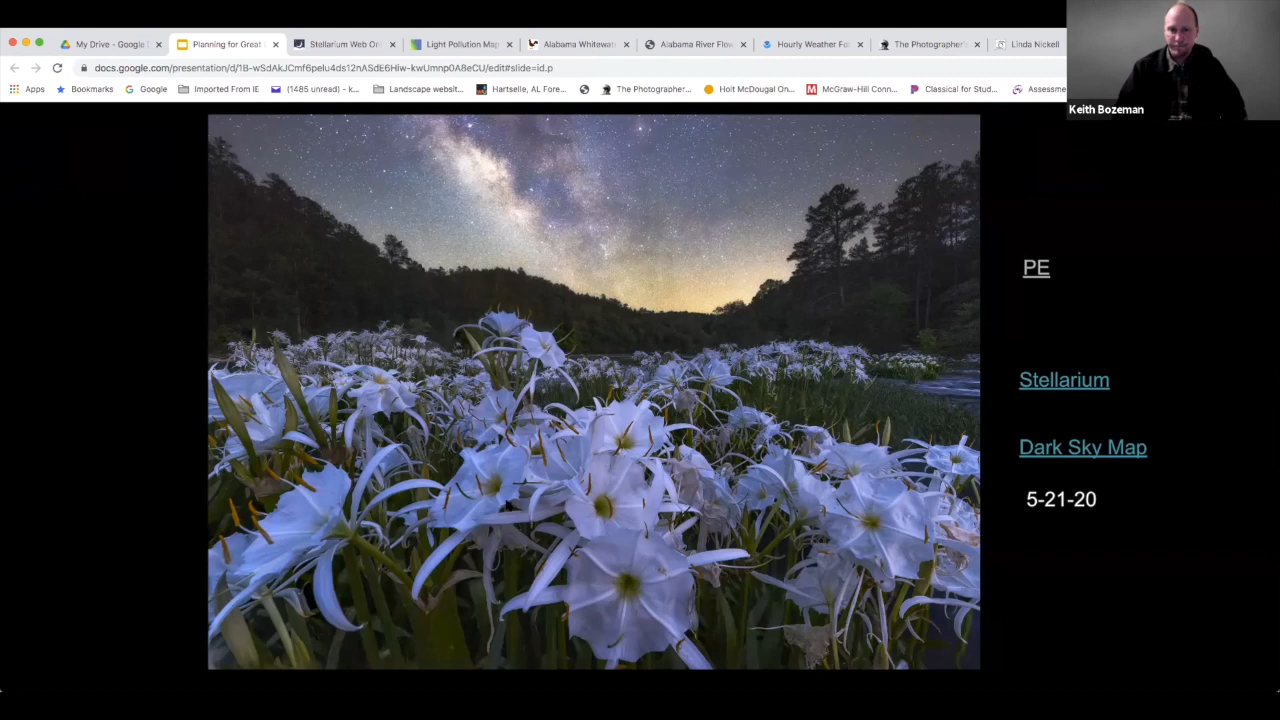 My Drive - Google
Planning for Great
Stellarium Web On
Light Pollution Map
Alabama Whitewat
Alabama River Flow
Hourly Weather Fo
The Photographer'
Linda Nickell
docs.google.com/presentation/d/1B-wSdAkJCmf6pelu4ds12nASdE6Hiw-kwUmnp0A8eCU/edit#slide=id.p
Apps
Bookmarks
Google
Imported From IE
(1485 unread) - k...
Landscape websit...
Hartselle, AL Fore...
The Photographer...
Holt McDougal On...
McGraw-Hill Conn...
Classical for Stud...
Assessme
Keith Bozeman
PE
Stellarium
Dark Sky Map
5-21-20